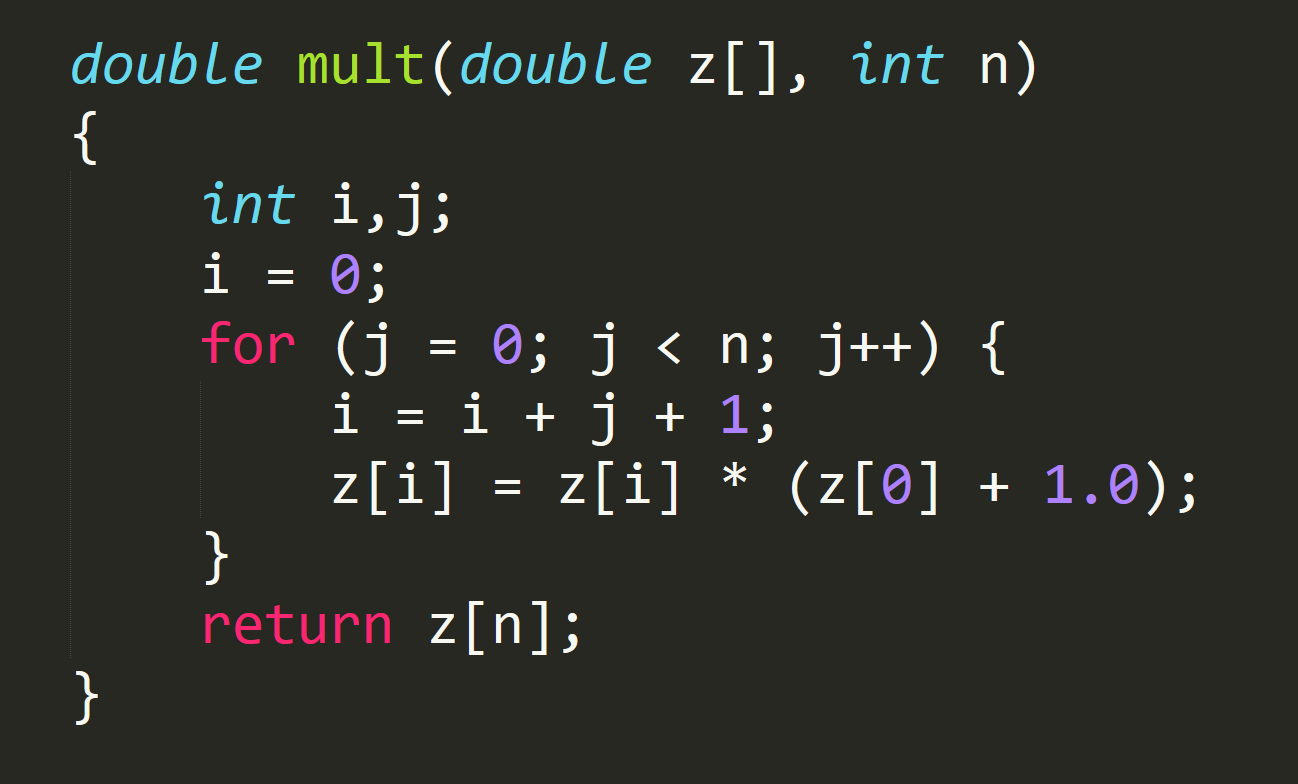 double mult(double z[], int n)
{
    int i,j;
    i = 0;
    for (j = 0; j < n; j++) {
        i = i + j + 1;
        z[i] = z[i] * (z[0] + 1.0);
    }
    return z[n];
}